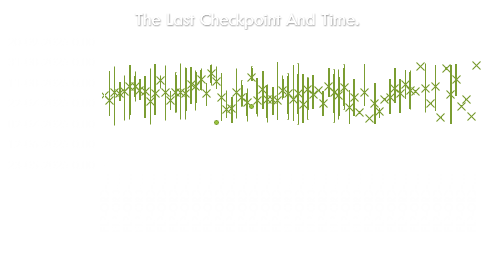 The Last Checkpoint And Time.